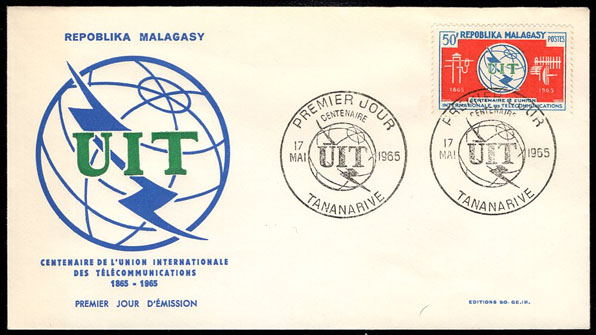 REPOBLIKA MALAGASY
UIT
CENTENAIRE DE L'UNION INTERNATIONALE
DES TÉLÉCOMMUNICATIONS
1865 - 1965
PREMIER JOUR D'ÉMISSION
PREMIER JOUR
CENTENAIRE
17
MAI
UIT
1965
TANANARIVE
50F
REPOBLIKA MALAGASY
POSTES
UIT
1865
1965
CENTENAIRE DE L'UNION
INTERNATIONALE DES TÉLÉCOMMUNICATIONS
PREMIER JOUR
CENTENAIRE
17
MAI
UIT
1965
TANANARIVE
EDITIONS SO. GE. IM.